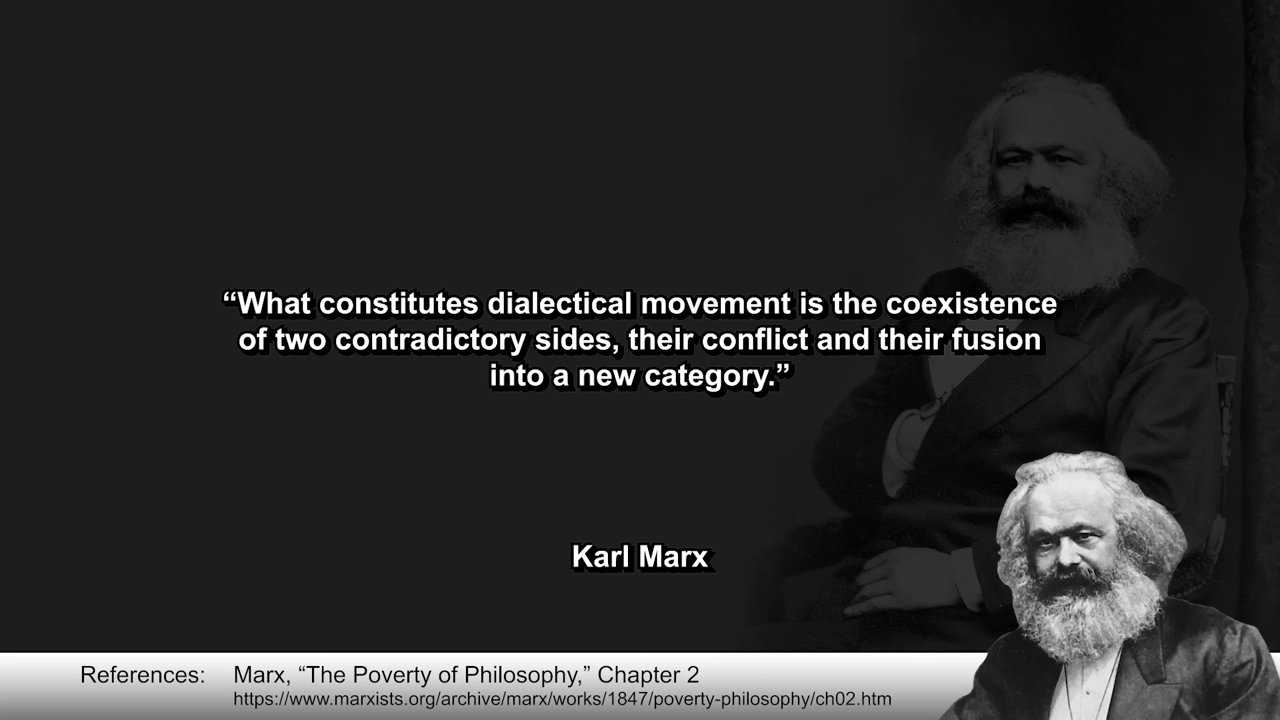 “What constitutes dialectical movement is the coexistence
of two contradictory sides, their conflict and their fusion
into a new category.”
Karl Marx
References: Marx, “The Poverty of Philosophy,” Chapter 2
https://www.marxists.org/archive/marx/works/1847/poverty-philosophy/ch02.htm